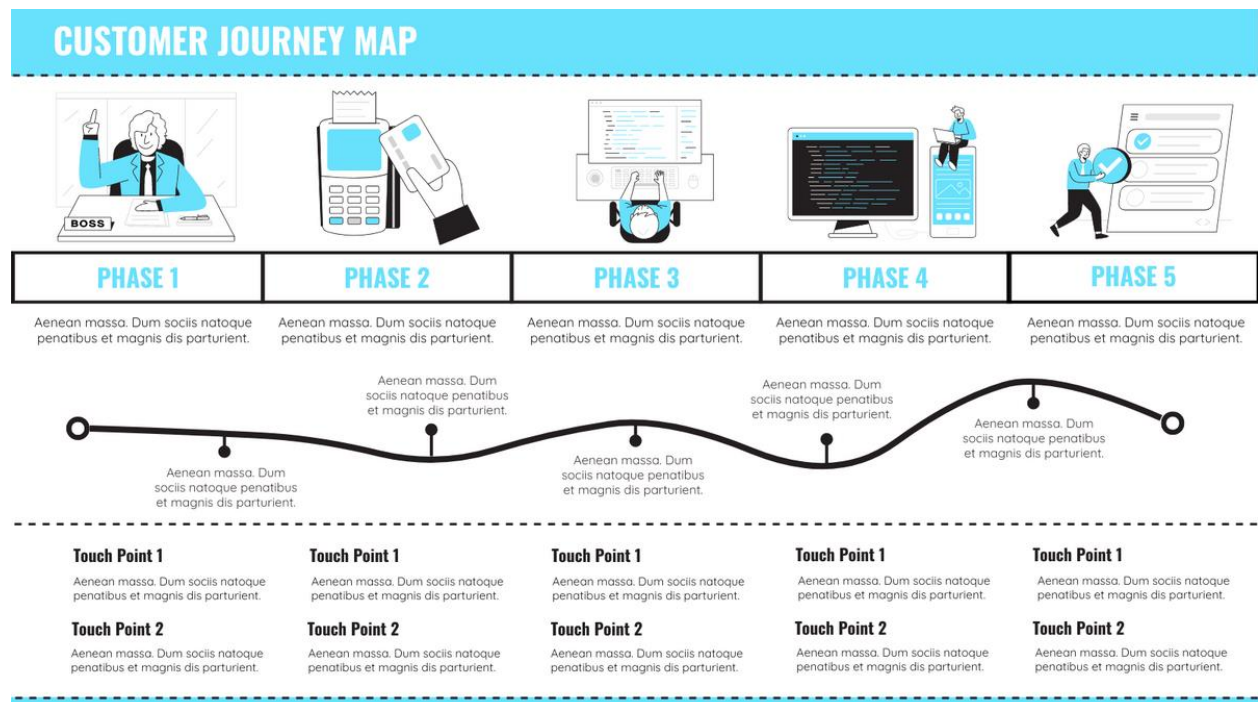 CUSTOMER JOURNEY MAP
BOSS
PHASE 1
PHASE 2
PHASE 3
PHASE 4
PHASE 5
Aenean massa. Dum sociis natoque
penatibus et magnis dis parturient.
Aenean massa. Dum sociis natoque
penatibus et magnis dis parturient.
Aenean massa. Dum sociis natoque
penatibus et magnis dis parturient.
Aenean massa. Dum sociis natoque
penatibus et magnis dis parturient.
Aenean massa. Dum sociis natoque
penatibus et magnis dis parturient.
Aenean massa. Dum
sociis natoque penatibus
et magnis dis parturient.
Aenean massa. Dum
sociis natoque penatibus
et magnis dis parturient.
Aenean massa. Dum
sociis natoque penatibus
et magnis dis parturient.
Aenean massa. Dum
sociis natoque penatibus
et magnis dis parturient.
Aenean massa. Dum
sociis natoque penatibus
et magnis dis parturient.
Touch Point 1
Aenean massa. Dum sociis natoque
penatibus et magnis dis parturient.
Touch Point 2
Aenean massa. Dum sociis natoque
penatibus et magnis dis parturient.
Touch Point 1
Aenean massa. Dum sociis natoque
penatibus et magnis dis parturient.
Touch Point 2
Aenean massa. Dum sociis natoque
penatibus et magnis dis parturient.
Touch Point 1
Aenean massa. Dum sociis natoque
penatibus et magnis dis parturient.
Touch Point 2
Aenean massa. Dum sociis natoque
penatibus et magnis dis parturient.
Touch Point 1
Aenean massa. Dum sociis natoque
penatibus et magnis dis parturient.
Touch Point 2
Aenean massa. Dum sociis natoque
penatibus et magnis dis parturient.
Touch Point 1
Aenean massa. Dum sociis natoque
penatibus et magnis dis parturient.
Touch Point 2
Aenean massa. Dum sociis natoque
penatibus et magnis dis parturient.